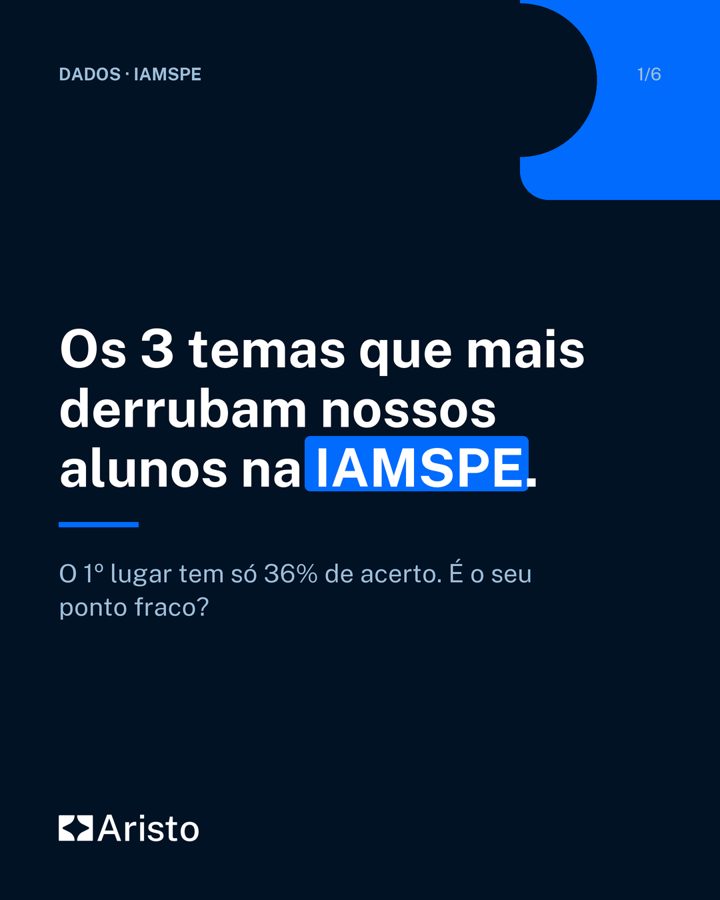 DADOS · IAMSPE
1/6
Os 3 temas que mais
derrubam nossos
alunos na IAMSPE.
O 1º lugar tem só 36% de acerto. É o seu
ponto fraco?
Aristo